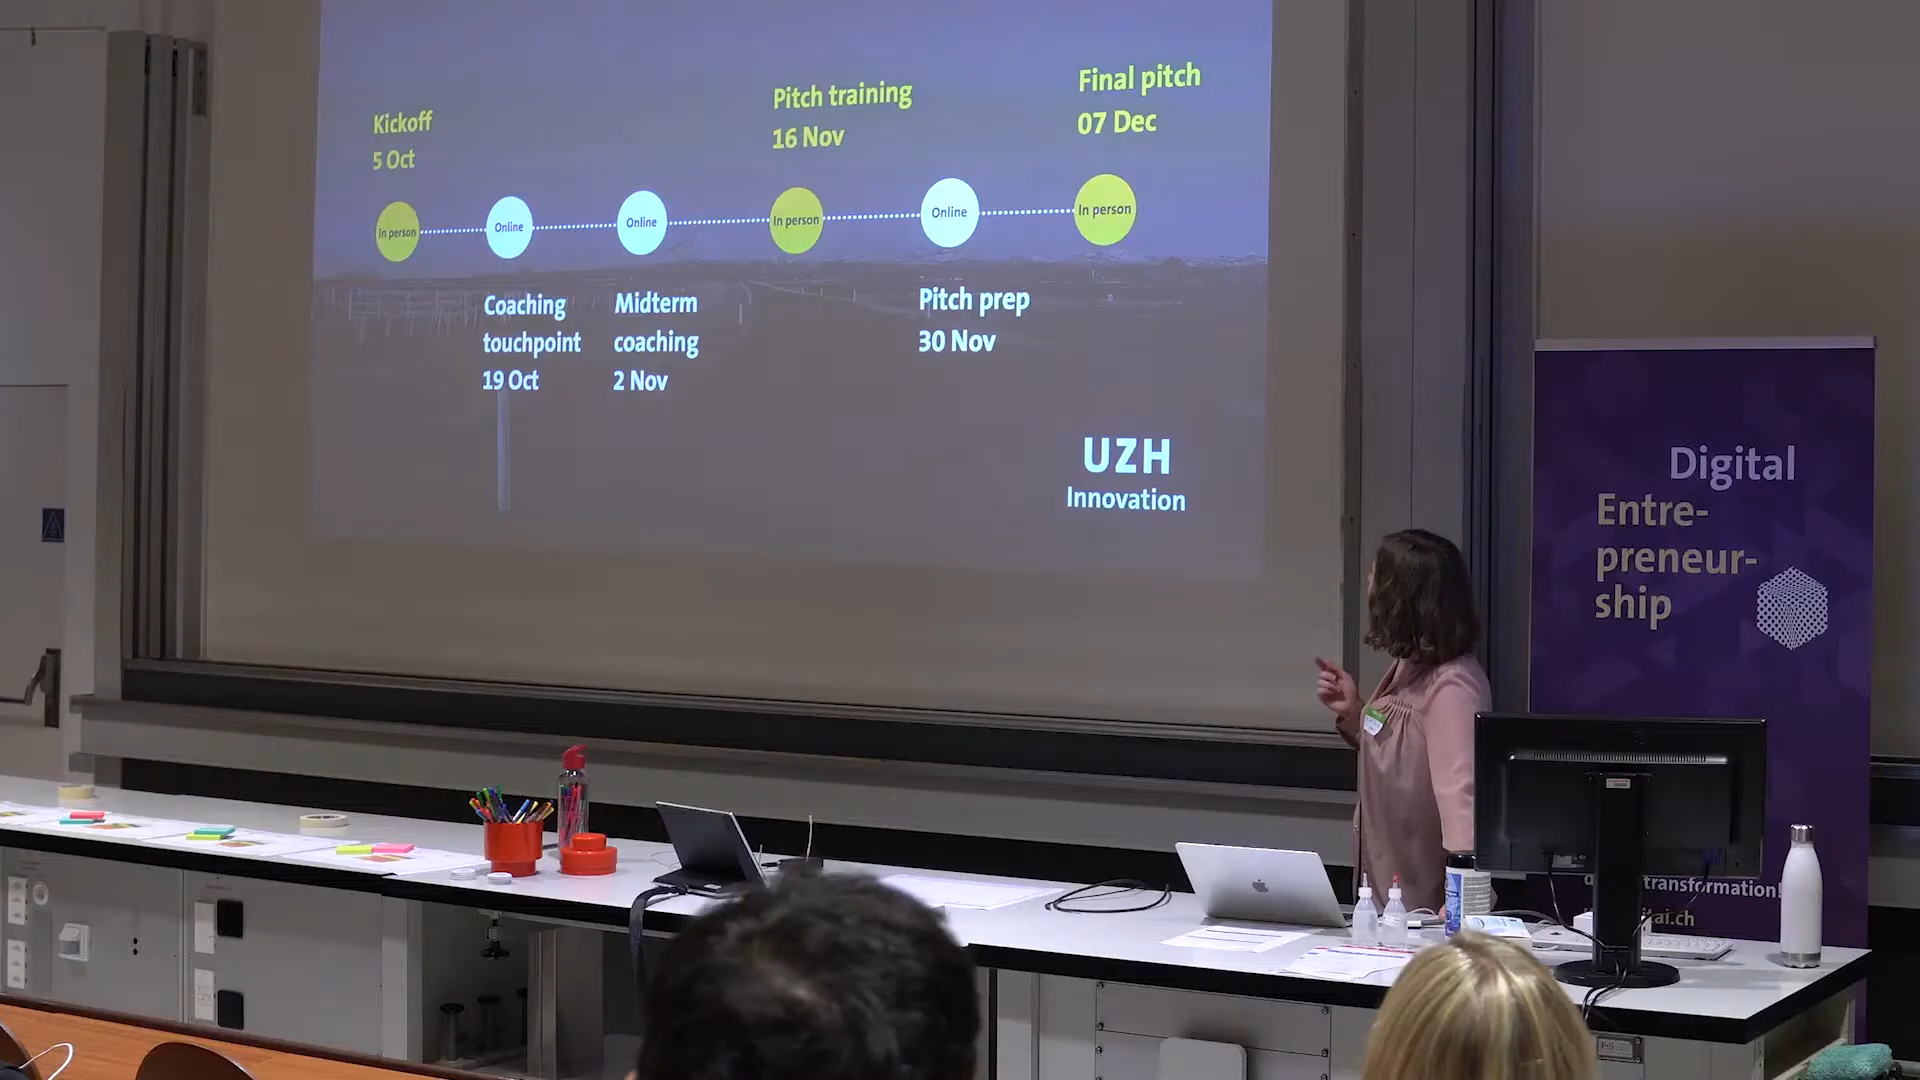 Kickoff
5 Oct
Pitch training
16 Nov
Final pitch
07 Dec
In person
Online
Online
In person
Online
In person
Coaching
touchpoint
19 Oct
Midterm
coaching
2 Nov
Pitch prep
30 Nov
UZH
Innovation
Digital
Entre-
preneur-
ship
transformation!